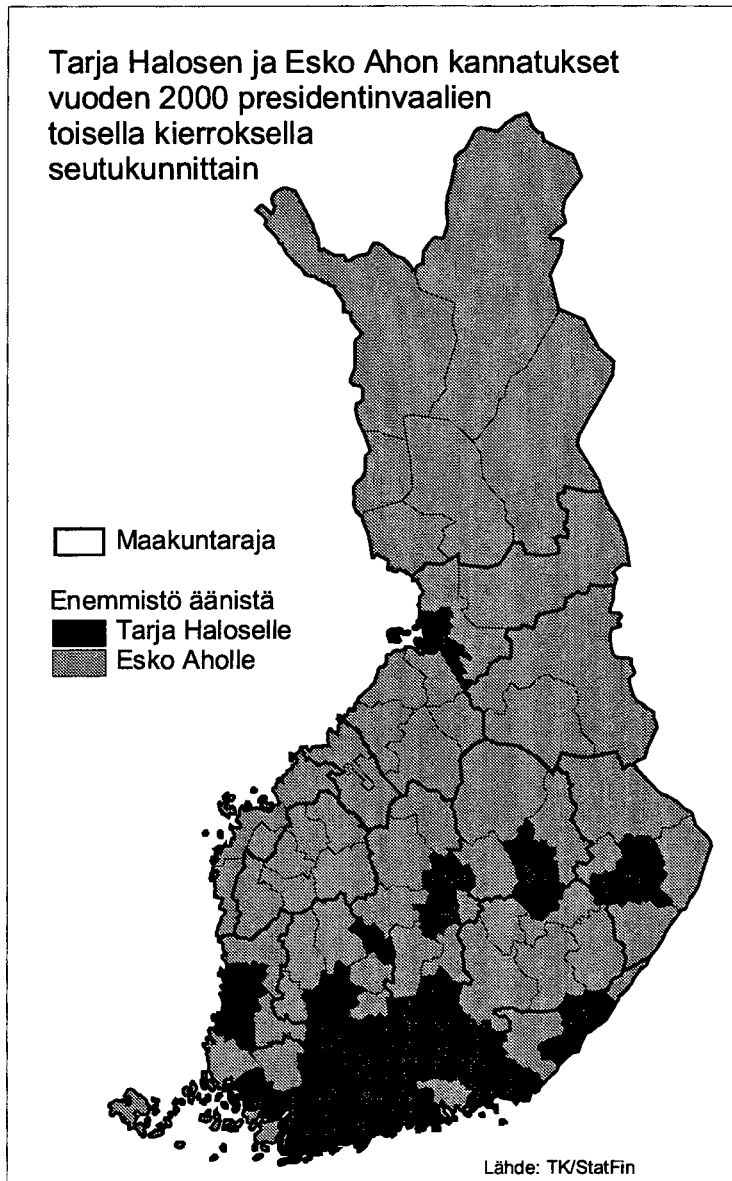 Tarja Halosen ja Esko Ahon kannatukset
vuoden 2000 presidentinvaalien
toisella kierroksella
seutukunnittain
Maakuntaraja
Enemmistö äänistä
Tarja Haloselle
Esko Aholle
Lähde: TK/StatFin